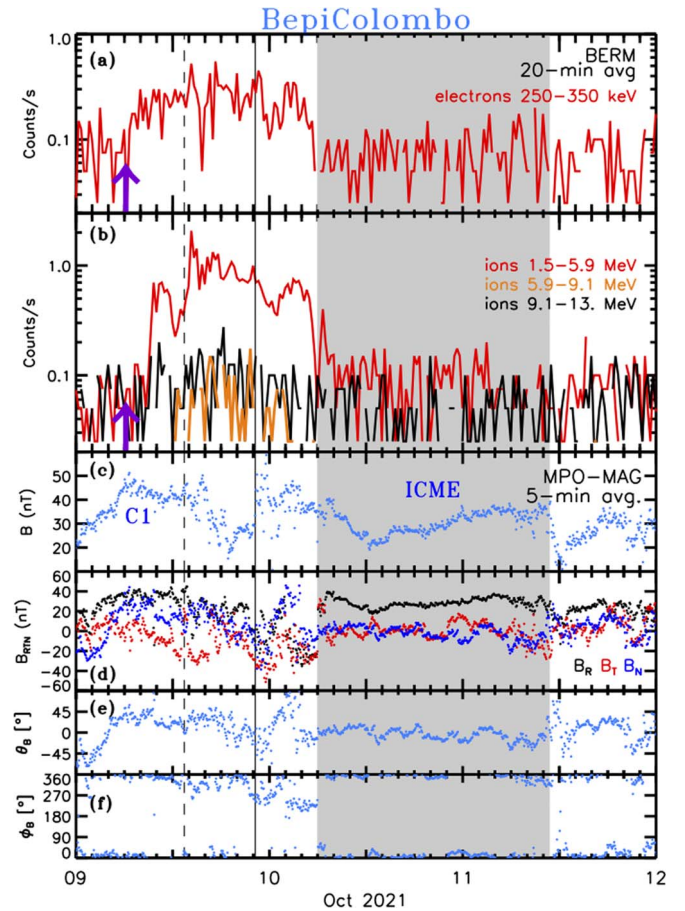 BepiColombo
(a)
BERM
20-min avg
electrons 250-350 keV
Counts/s
1.0
0.1
(b)
ions 1.5-5.9 MeV
ions 5.9-9.1 MeV
ions 9.1-13. MeV
Counts/s
1.0
0.1
(c)
MPO-MAG
5-min avg.
ICME
C1
B (nT)
50
40
30
20
B_RTN (nT)
60
40
20
0
-20
-40
-60
(d)
B_R B_T B_N
(e)
θ_B [°]
45
0
-45
(f)
ϕ_B [°]
360
270
180
90
0
09 10 11 12
Oct 2021